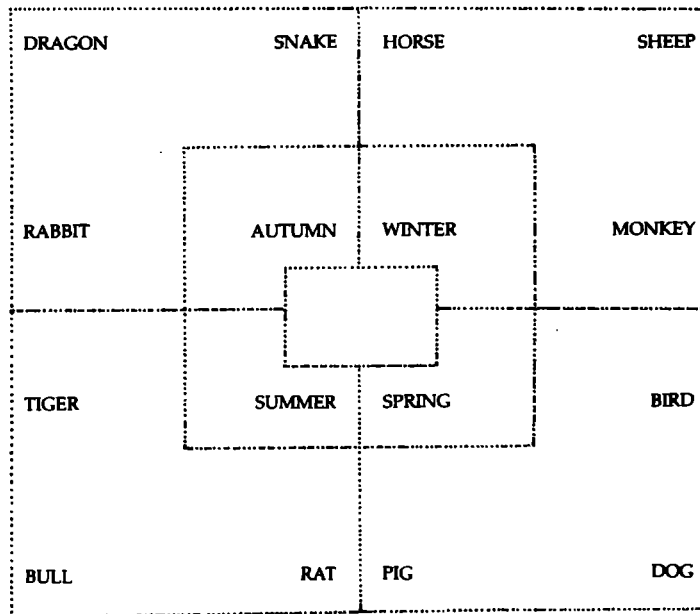 DRAGON SNAKE HORSE SHEEP
RABBIT AUTUMN WINTER MONKEY
TIGER SUMMER SPRING BIRD
BULL RAT PIG DOG